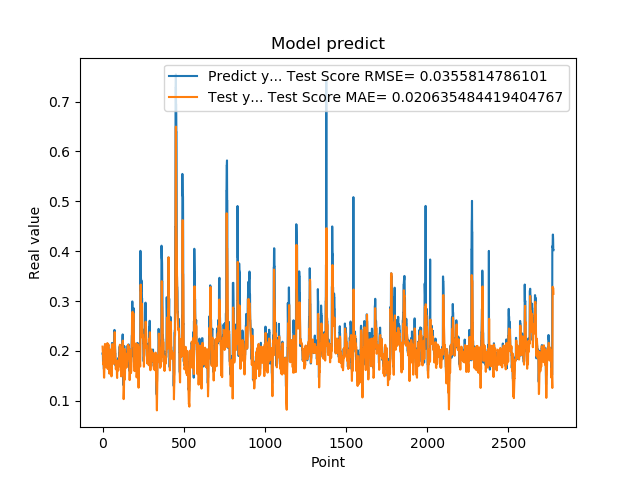 Model predict
Predict y... Test Score RMSE= 0.0355814786101
Test y... Test Score MAE= 0.020635484419404767
0.7
0.6
0.5
0.4
0.3
0.2
0.1
Real value
0 500 1000 1500 2000 2500
Point